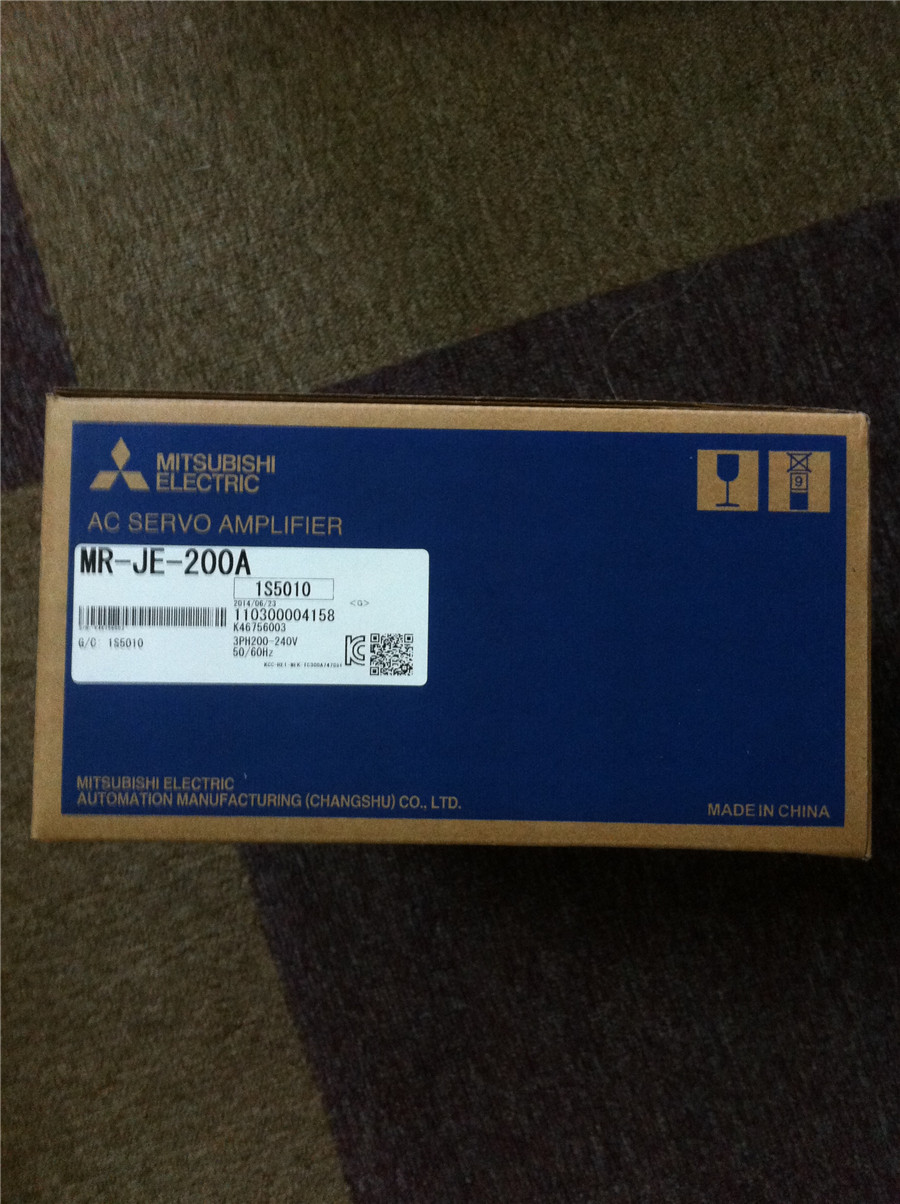 MITSUBISHI
ELECTRIC
9
AC SERVO AMPLIFIER
MR-JE-200A
1S5010
2014/06/23
<G>
110300004158
K46756003
G/C 1S5010
3PH200-240V
50/60Hz
MITSUBISHI ELECTRIC
AUTOMATION MANUFACTURING (CHANGSHU) CO., LTD.
MADE IN CHINA